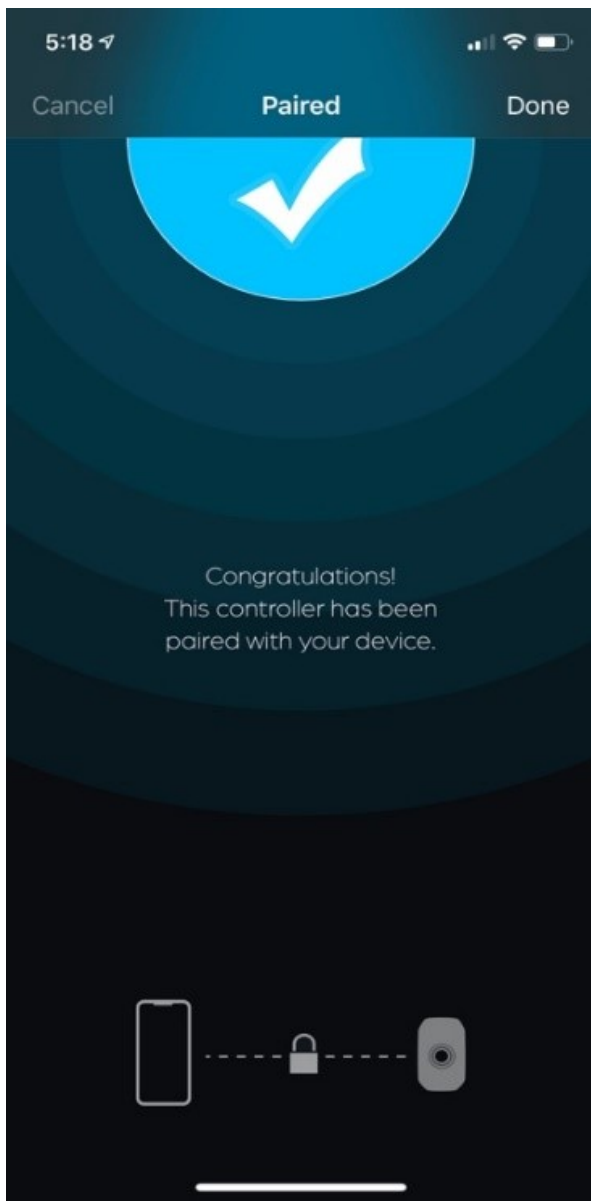 5:18
Cancel Paired Done
Congratulations!
This controller has been
paired with your device.